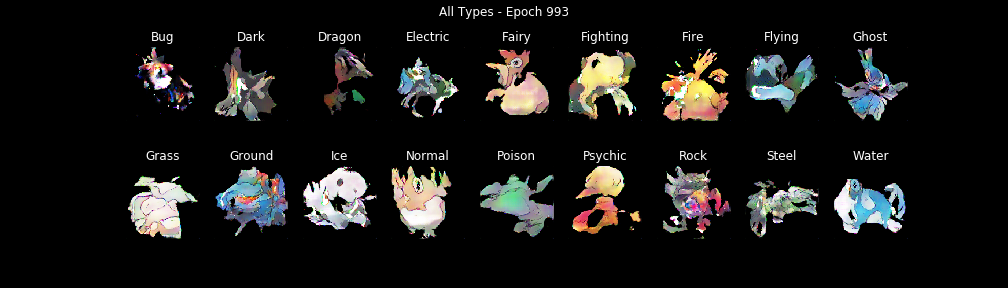 All Types - Epoch 993
Bug Dark Dragon Electric Fairy Fighting Fire Flying Ghost
Grass Ground Ice Normal Poison Psychic Rock Steel Water